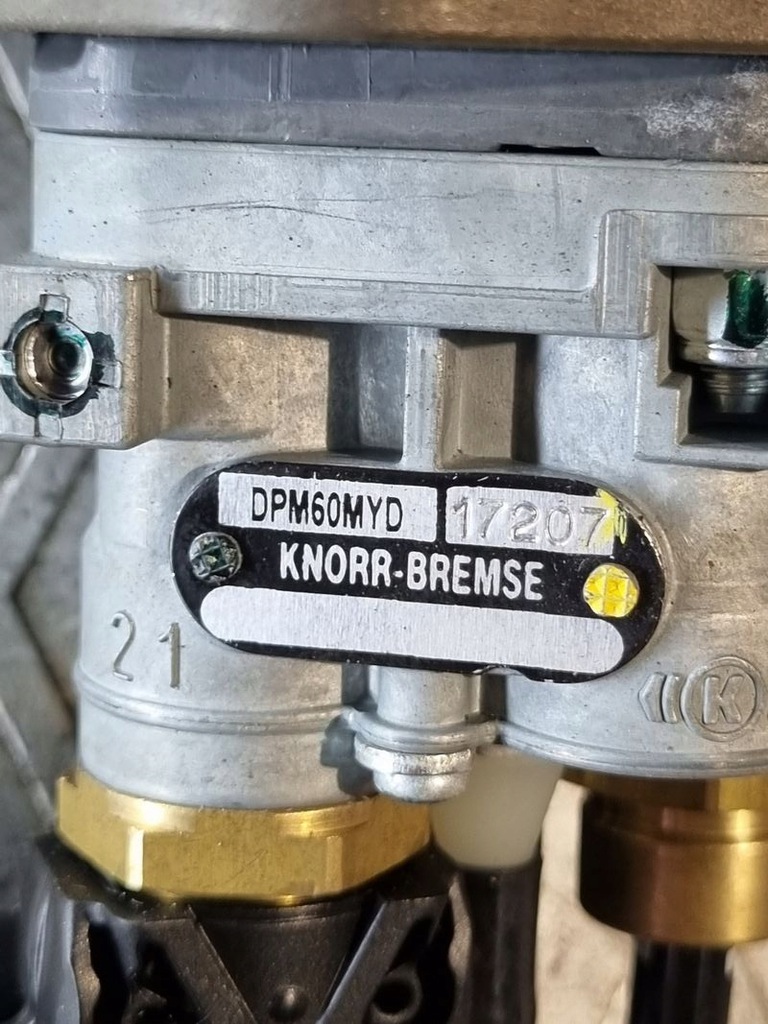 DPM60MYD 17207
KNORR-BREMSE
21
K